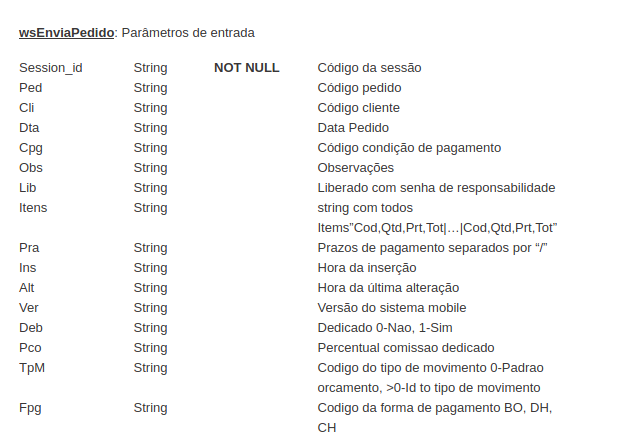 wsEnviaPedido: Parâmetros de entrada
Session_id String NOT NULL Código da sessão
Ped String Código pedido
Cli String Código cliente
Dta String Data Pedido
Cpg String Código condição de pagamento
Obs String Observações
Lib String Liberado com senha de responsabilidade
Itens String string com todos
Items”Cod,Qtd,Prt,Tot|…|Cod,Qtd,Prt,Tot”
Pra String Prazos de pagamento separados por “/”
Ins String Hora da inserção
Alt String Hora da última alteração
Ver String Versão do sistema mobile
Deb String Dedicado 0-Nao, 1-Sim
Pco String Percentual comissao dedicado
TpM String Codigo do tipo de movimento 0-Padrao
orcamento, >0-Id to tipo de movimento
Fpg String Codigo da forma de pagamento BO, DH,
CH